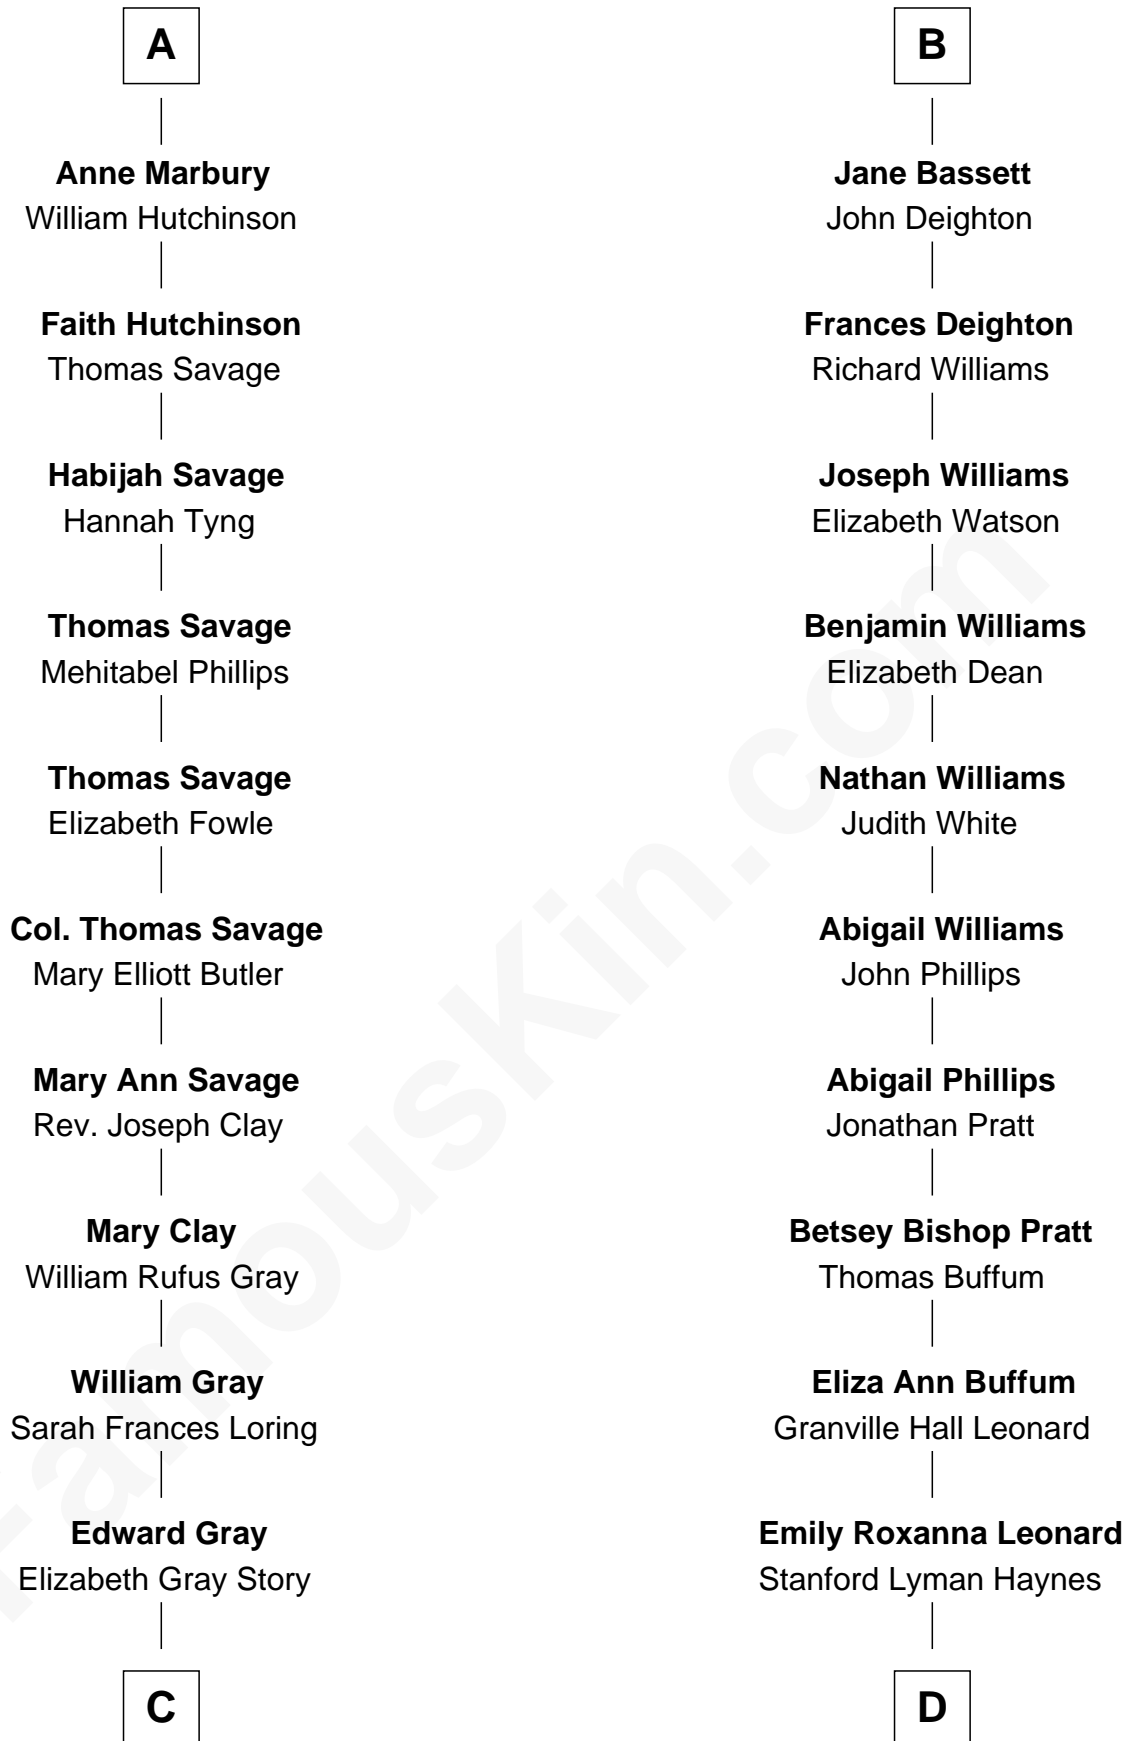 A
Anne Marbury
William Hutchinson
Faith Hutchinson
Thomas Savage
Habijah Savage
Hannah Tyng
Thomas Savage
Mehitabel Phillips
Thomas Savage
Elizabeth Fowle
Col. Thomas Savage
Mary Elliott Butler
Mary Ann Savage
Rev. Joseph Clay
Mary Clay
William Rufus Gray
William Gray
Sarah Frances Loring
Edward Gray
Elizabeth Gray Story
C
B
Jane Bassett
John Deighton
Frances Deighton
Richard Williams
Joseph Williams
Elizabeth Watson
Benjamin Williams
Elizabeth Dean
Nathan Williams
Judith White
Abigail Williams
John Phillips
Abigail Phillips
Jonathan Pratt
Betsey Bishop Pratt
Thomas Buffum
Eliza Ann Buffum
Granville Hall Leonard
Emily Roxanna Leonard
Stanford Lyman Haynes
D
FamousKin.com